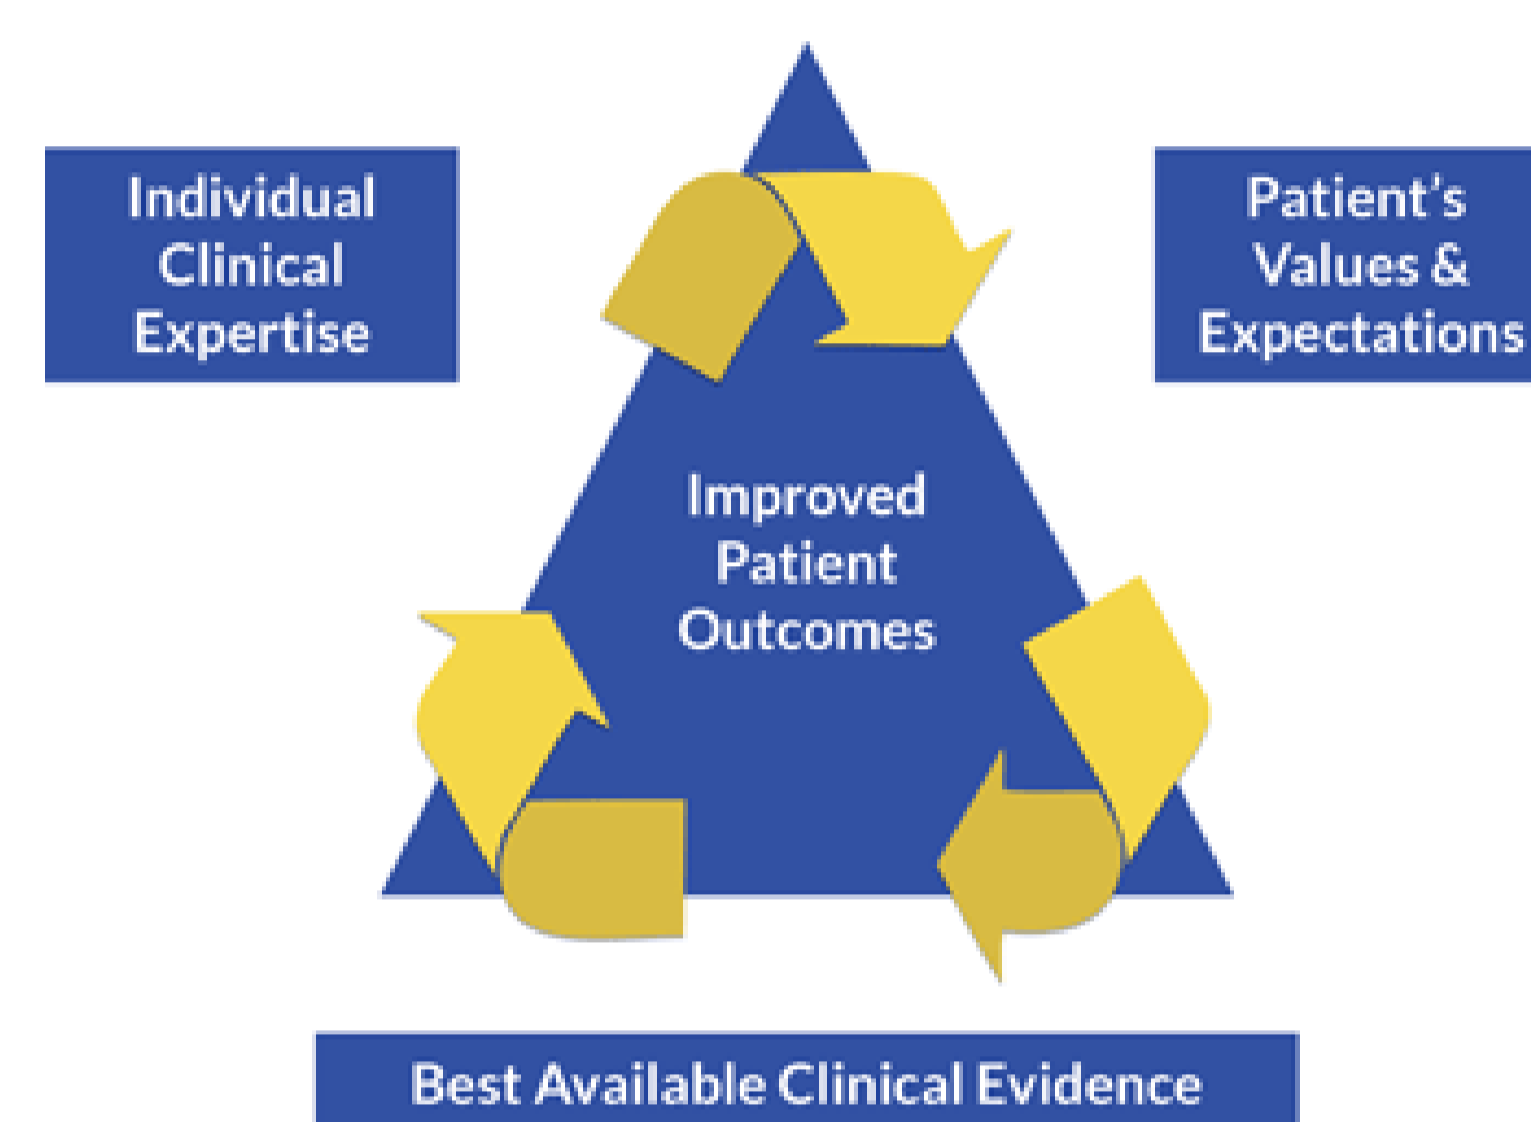 Individual
Clinical
Expertise
Patient’s
Values &
Expectations
Improved
Patient
Outcomes
Best Available Clinical Evidence